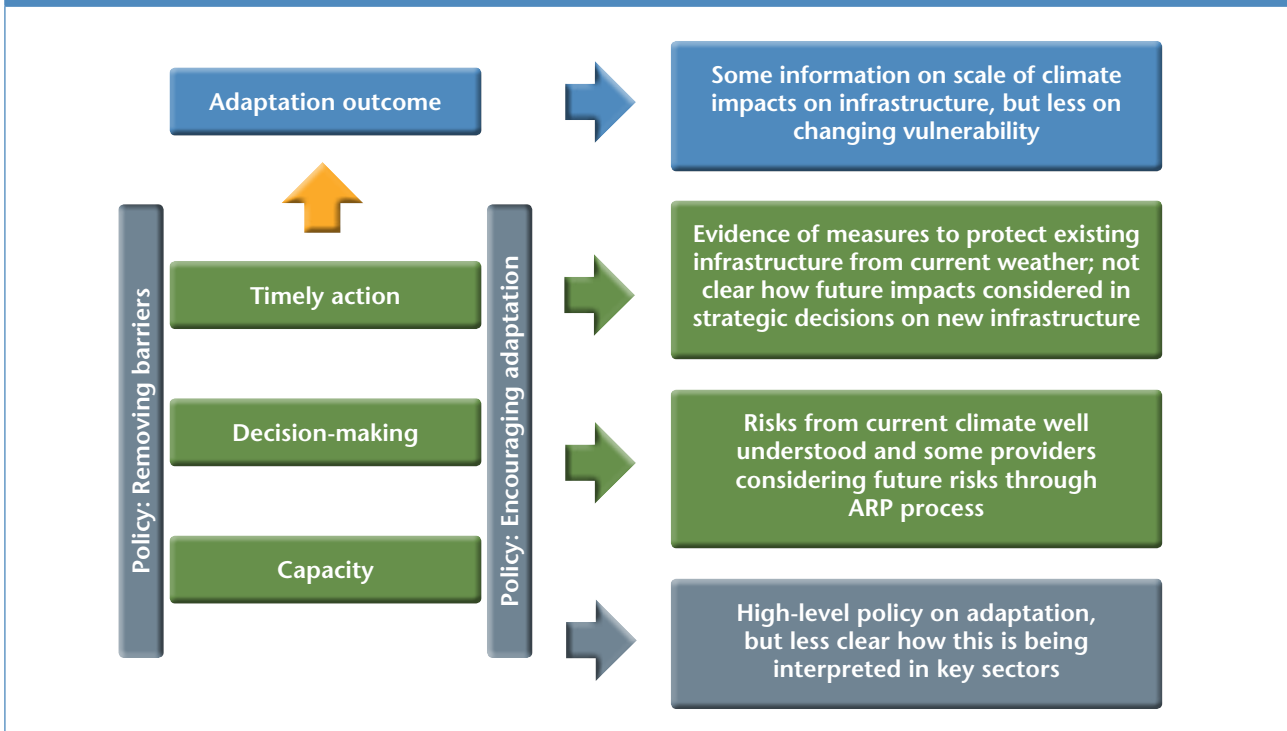 Adaptation outcome
Some information on scale of climate
impacts on infrastructure, but less on
changing vulnerability
Policy: Removing barriers
Timely action
Decision-making
Capacity
Policy: Encouraging adaptation
Evidence of measures to protect existing
infrastructure from current weather; not
clear how future impacts considered in
strategic decisions on new infrastructure
Risks from current climate well
understood and some providers
considering future risks through
ARP process
High-level policy on adaptation,
but less clear how this is being
interpreted in key sectors